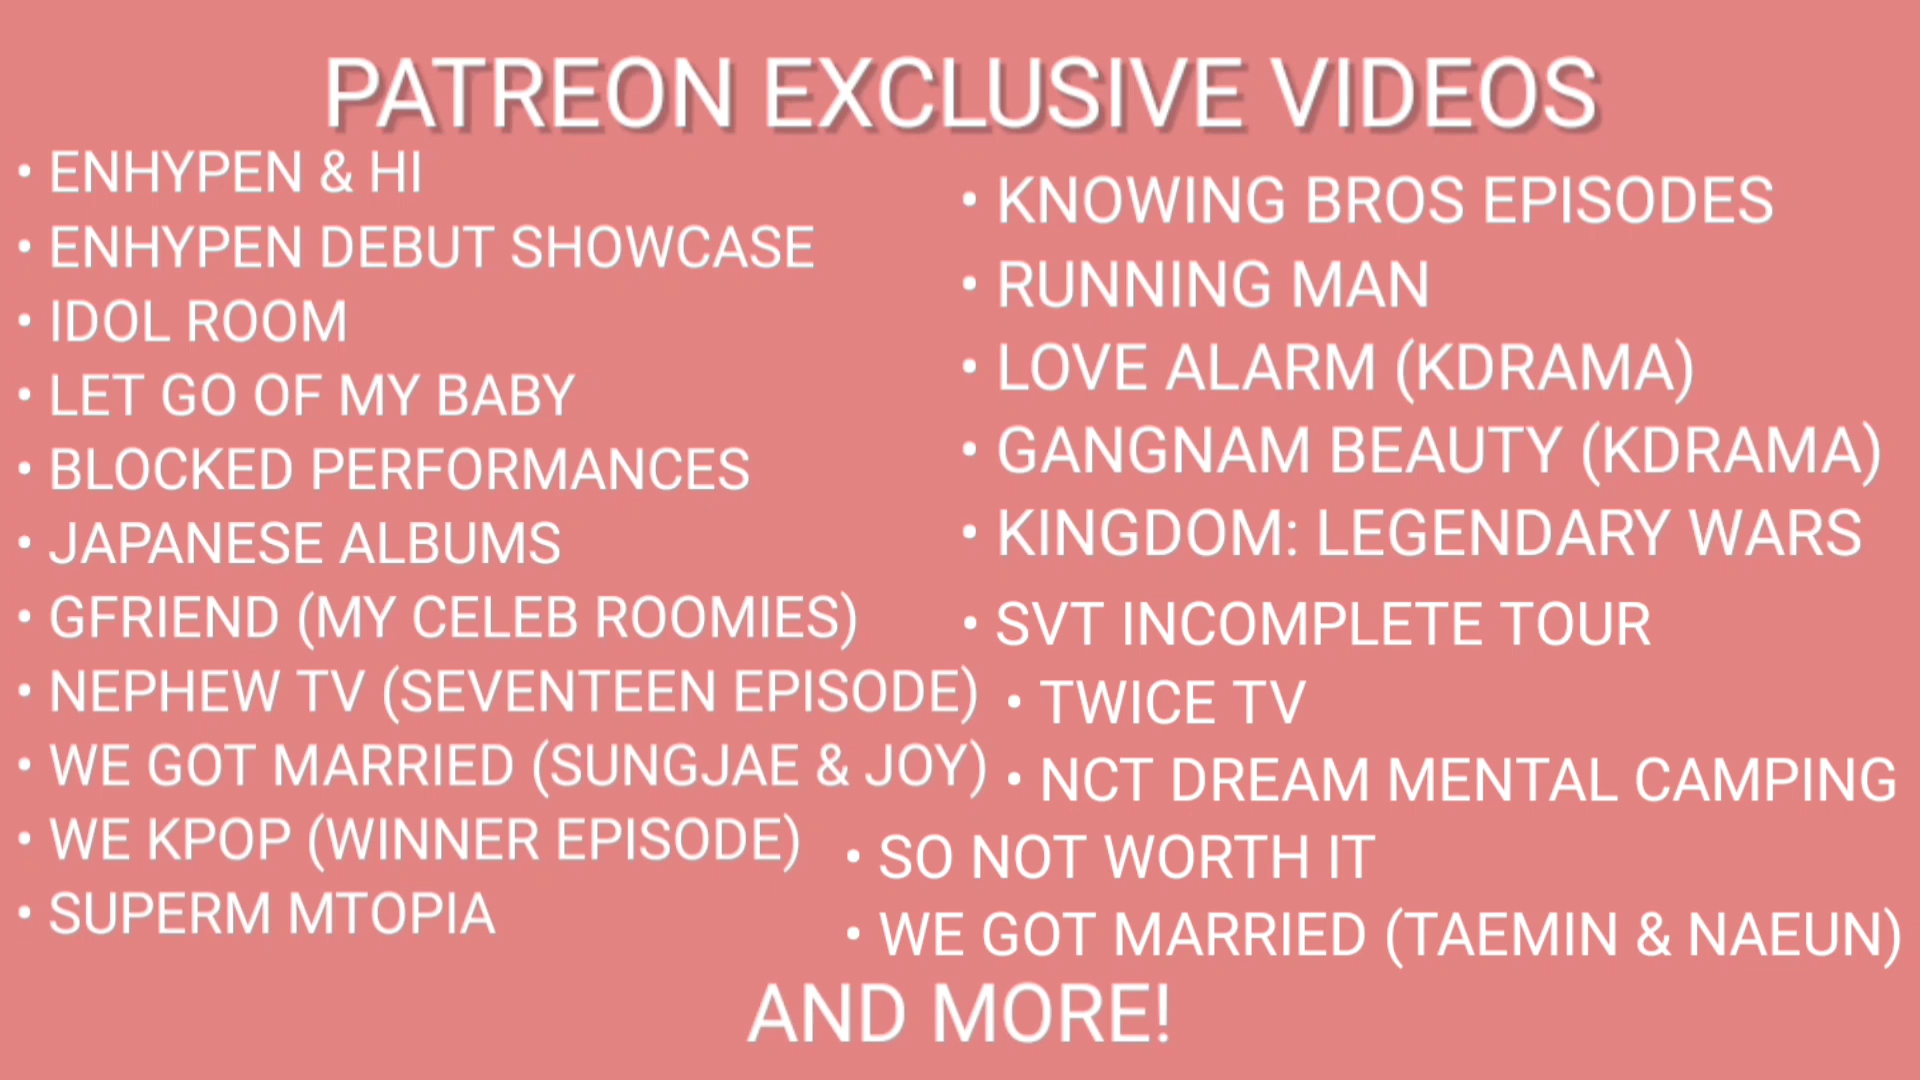 PATREON EXCLUSIVE VIDEOS
• ENHYPEN & HI
• ENHYPEN DEBUT SHOWCASE
• IDOL ROOM
• LET GO OF MY BABY
• BLOCKED PERFORMANCES
• JAPANESE ALBUMS
• GFRIEND (MY CELEB ROOMIES)
• NEPHEW TV (SEVENTEEN EPISODE)
• WE GOT MARRIED (SUNGJAE & JOY)
• WE KPOP (WINNER EPISODE)
• SUPERM MTOPIA
• KNOWING BROS EPISODES
• RUNNING MAN
• LOVE ALARM (KDRAMA)
• GANGNAM BEAUTY (KDRAMA)
• KINGDOM: LEGENDARY WARS
• SVT INCOMPLETE TOUR
• TWICE TV
• NCT DREAM MENTAL CAMPING
• SO NOT WORTH IT
• WE GOT MARRIED (TAEMIN & NAEUN)
AND MORE!